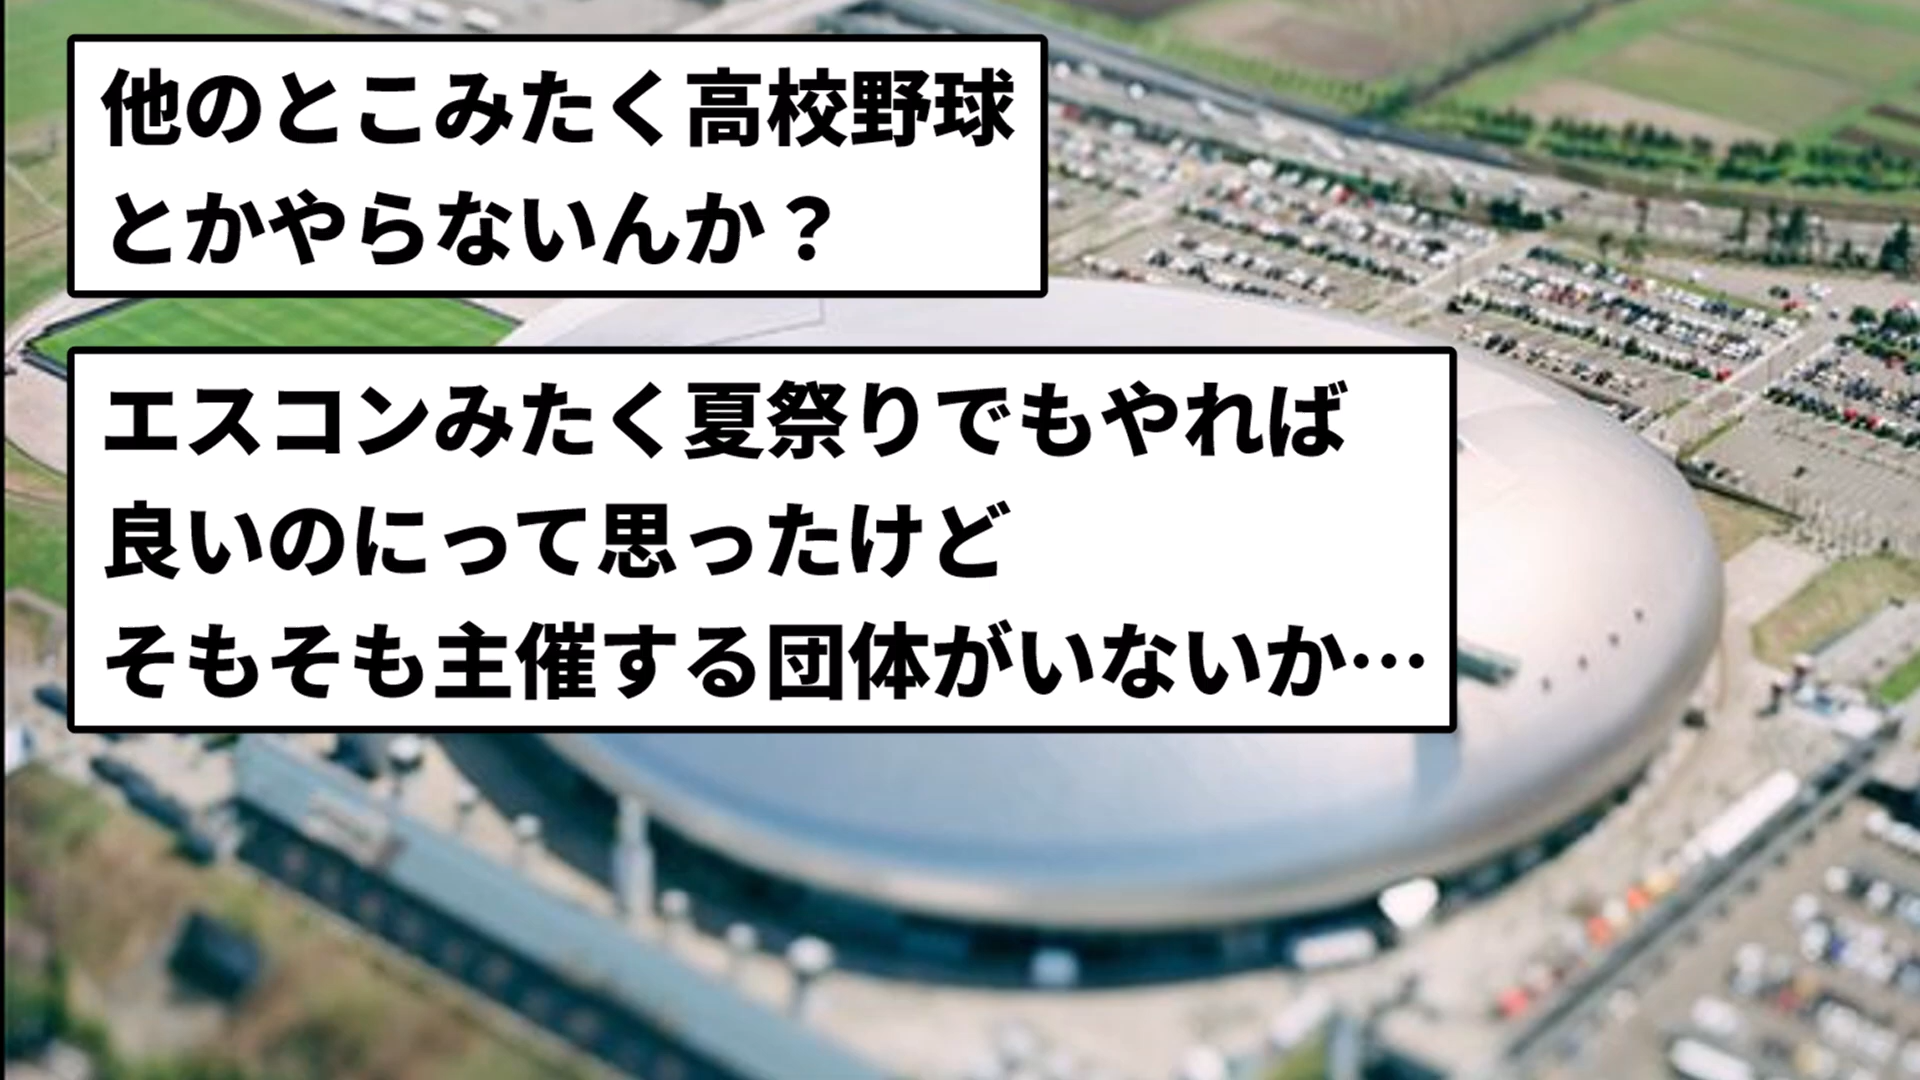 他のとこみたく高校野球
とかやらないんか？
エスコンみたく夏祭りでもやれば
良いのにって思ったけど
そもそも主催する団体がいないか…